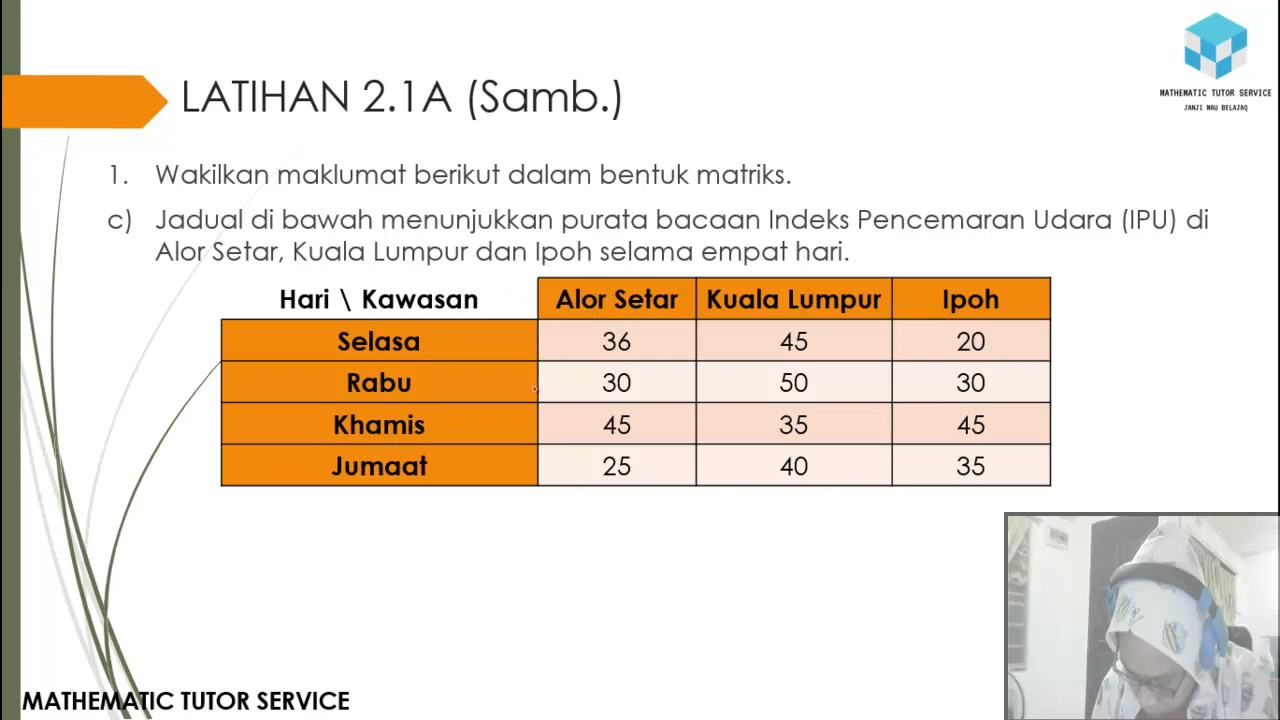 MATHEMATIC TUTOR SERVICE
JANJI MAU BELAJAQ
LATIHAN 2.1A (Samb.)
1. Wakilkan maklumat berikut dalam bentuk matriks.
c) Jadual di bawah menunjukkan purata bacaan Indeks Pencemaran Udara (IPU) di
Alor Setar, Kuala Lumpur dan Ipoh selama empat hari.
Hari \ Kawasan Alor Setar Kuala Lumpur Ipoh
Selasa 36 45 20
Rabu 30 50 30
Khamis 45 35 45
Jumaat 25 40 35
MATHEMATIC TUTOR SERVICE